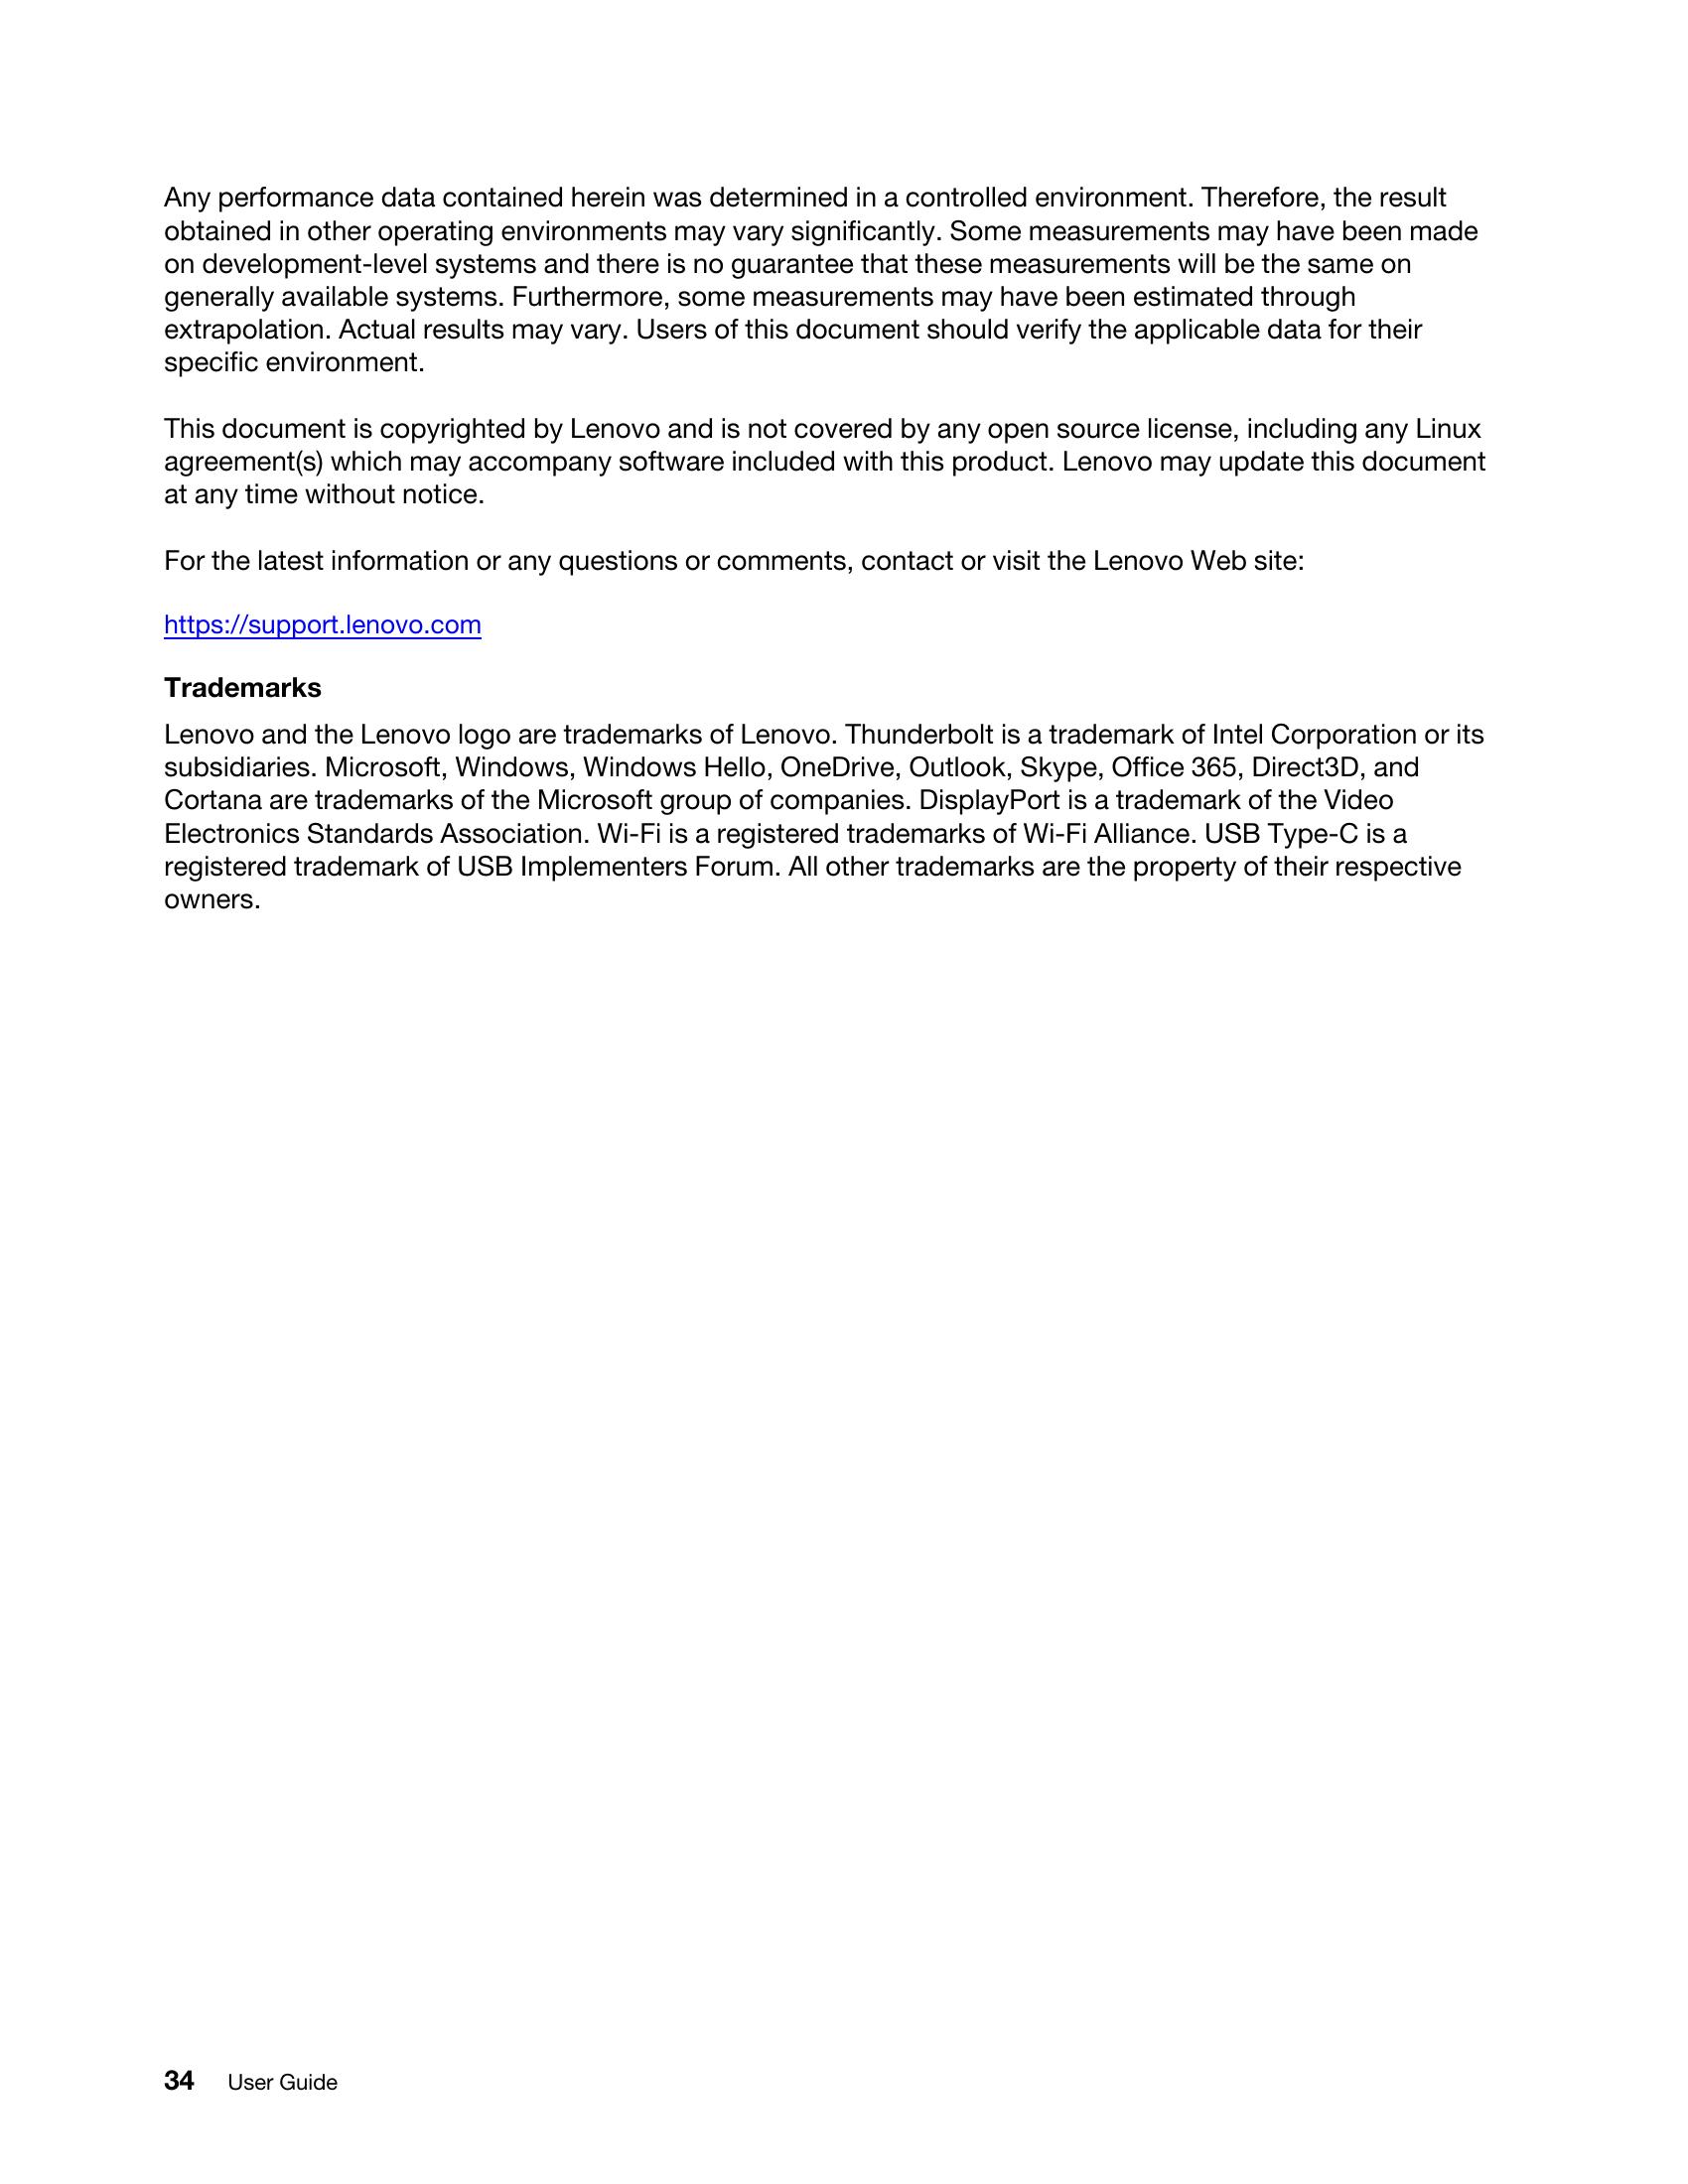 Any performance data contained herein was determined in a controlled environment. Therefore, the result
obtained in other operating environments may vary significantly. Some measurements may have been made
on development-level systems and there is no guarantee that these measurements will be the same on
generally available systems. Furthermore, some measurements may have been estimated through
extrapolation. Actual results may vary. Users of this document should verify the applicable data for their
specific environment.
This document is copyrighted by Lenovo and is not covered by any open source license, including any Linux
agreement(s) which may accompany software included with this product. Lenovo may update this document
at any time without notice.
For the latest information or any questions or comments, contact or visit the Lenovo Web site:
https://support.lenovo.com
Trademarks
Lenovo and the Lenovo logo are trademarks of Lenovo. Thunderbolt is a trademark of Intel Corporation or its
subsidiaries. Microsoft, Windows, Windows Hello, OneDrive, Outlook, Skype, Office 365, Direct3D, and
Cortana are trademarks of the Microsoft group of companies. DisplayPort is a trademark of the Video
Electronics Standards Association. Wi-Fi is a registered trademarks of Wi-Fi Alliance. USB Type-C is a
registered trademark of USB Implementers Forum. All other trademarks are the property of their respective
owners.
34 User Guide